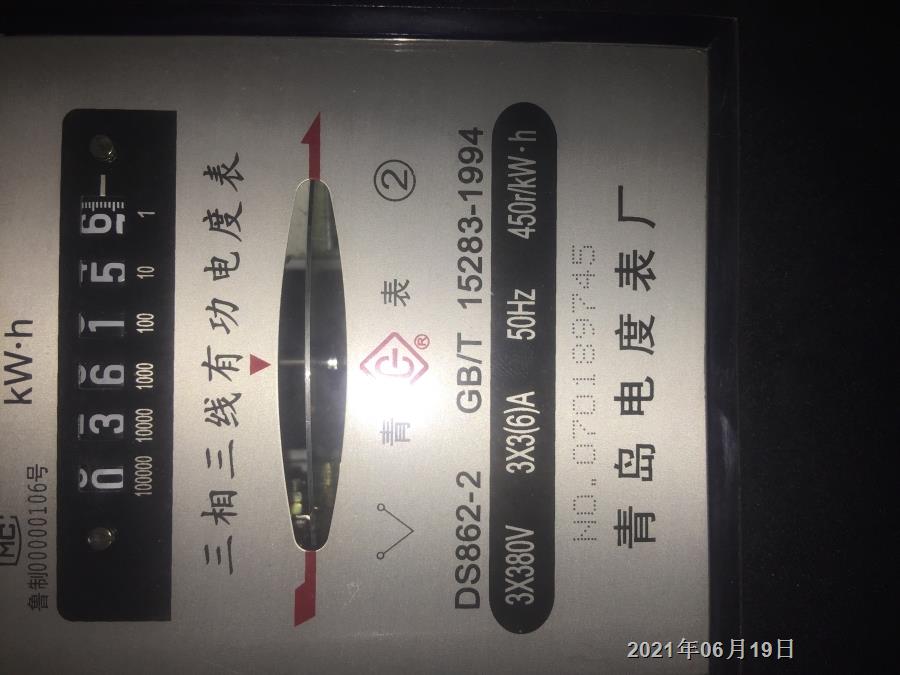 MC
kW·h
鲁制00000106号
0 3 6 1 5 6
100000 10000 1000 100 10 1
三相三线有功电度表
青 G ® 表 ②
DS862-2 GB/T 15283-1994
3X380V 3X3(6)A 50Hz 450r/kW·h
NO.070189745
青岛电度表厂
2021年06月19日